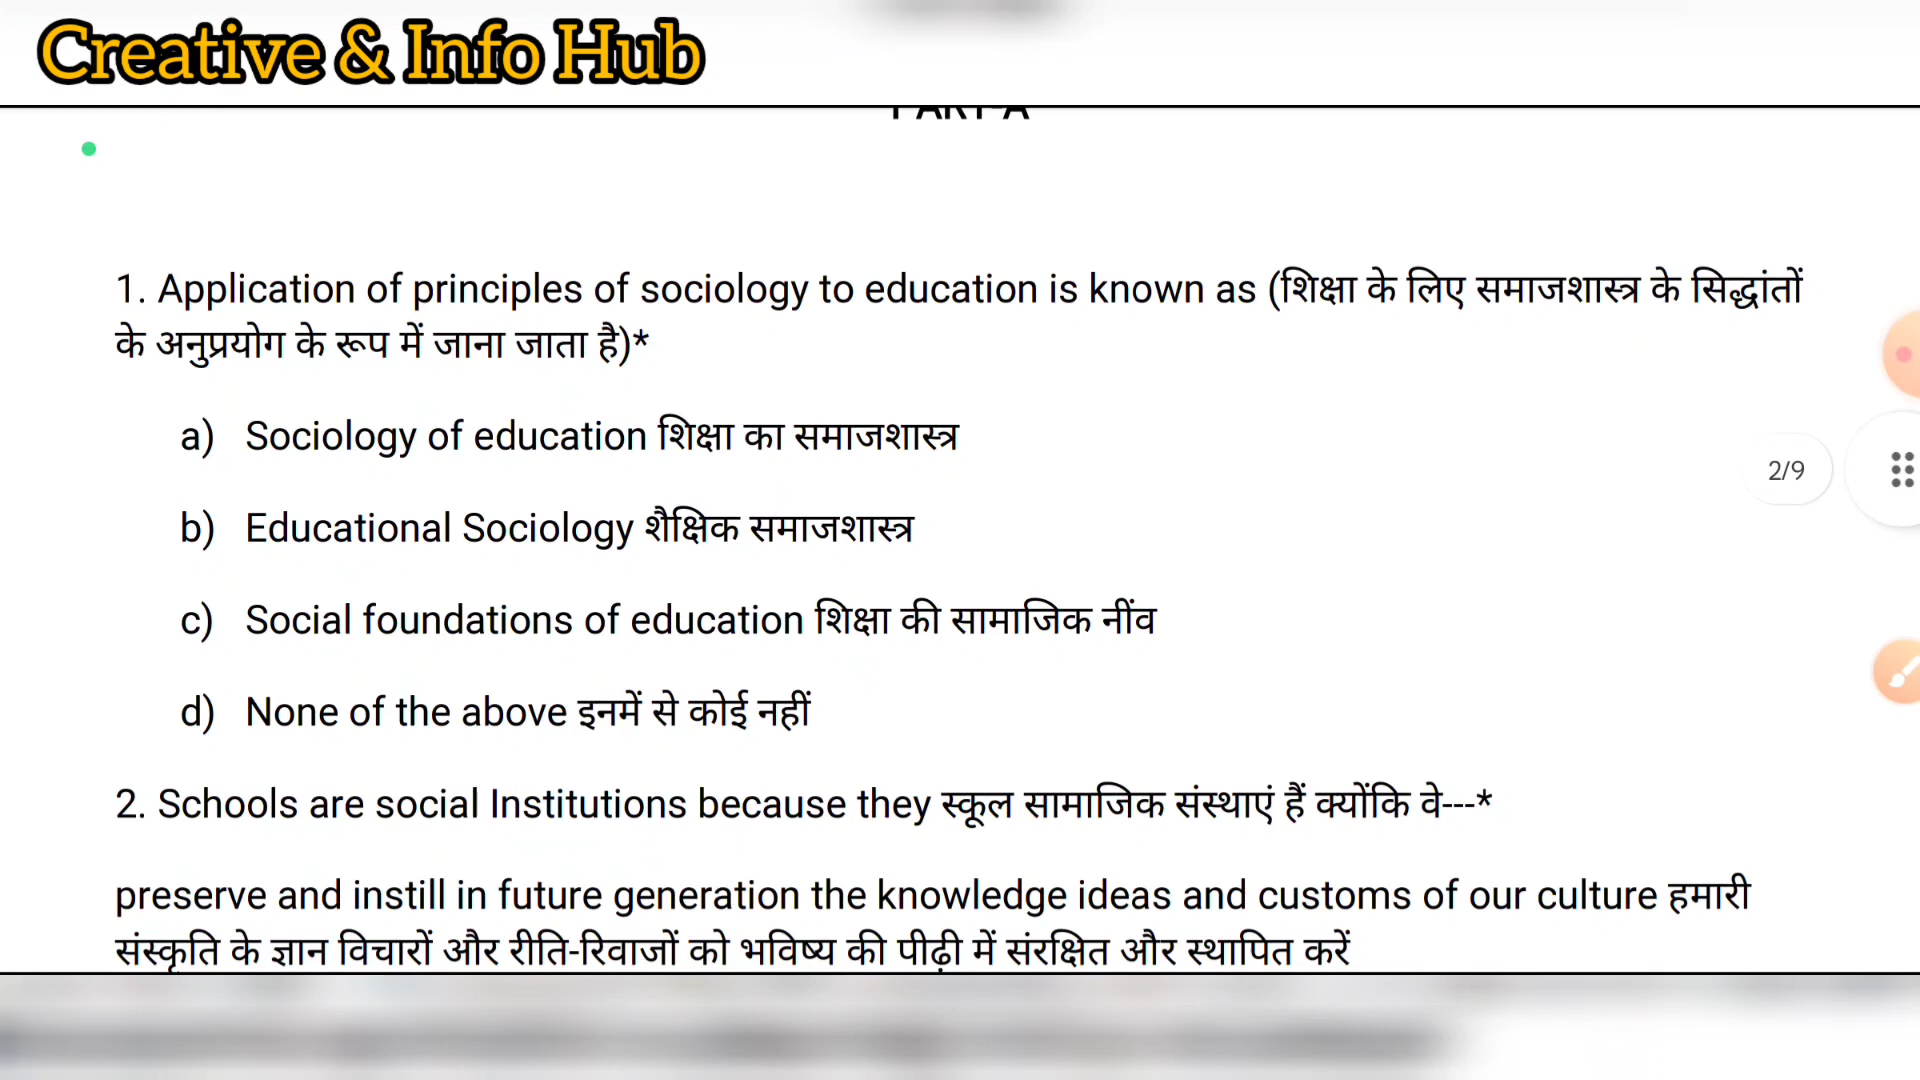 Creative & Info Hub
PART-A
1. Application of principles of sociology to education is known as (शिक्षा के लिए समाजशास्त्र के सिद्धांतों
के अनुप्रयोग के रूप में जाना जाता है)*
a) Sociology of education शिक्षा का समाजशास्त्र
b) Educational Sociology शैक्षिक समाजशास्त्र
2/9
c) Social foundations of education शिक्षा की सामाजिक नींव
d) None of the above इनमें से कोई नहीं
2. Schools are social Institutions because they स्कूल सामाजिक संस्थाएं हैं क्योंकि वे---*
preserve and instill in future generation the knowledge ideas and customs of our culture हमारी
संस्कृति के ज्ञान विचारों और रीति-रिवाजों को भविष्य की पीढ़ी में संरक्षित और स्थापित करें